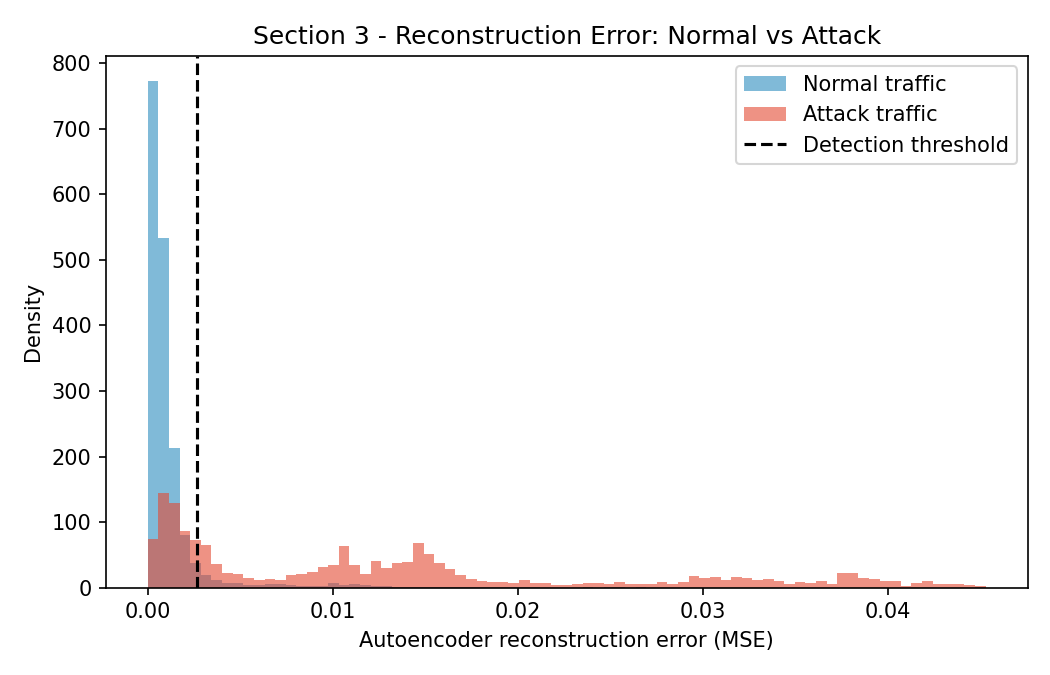 Section 3 - Reconstruction Error: Normal vs Attack
Normal traffic
Attack traffic
Detection threshold
Density
800
700
600
500
400
300
200
100
0
0.00
0.01
0.02
0.03
0.04
Autoencoder reconstruction error (MSE)